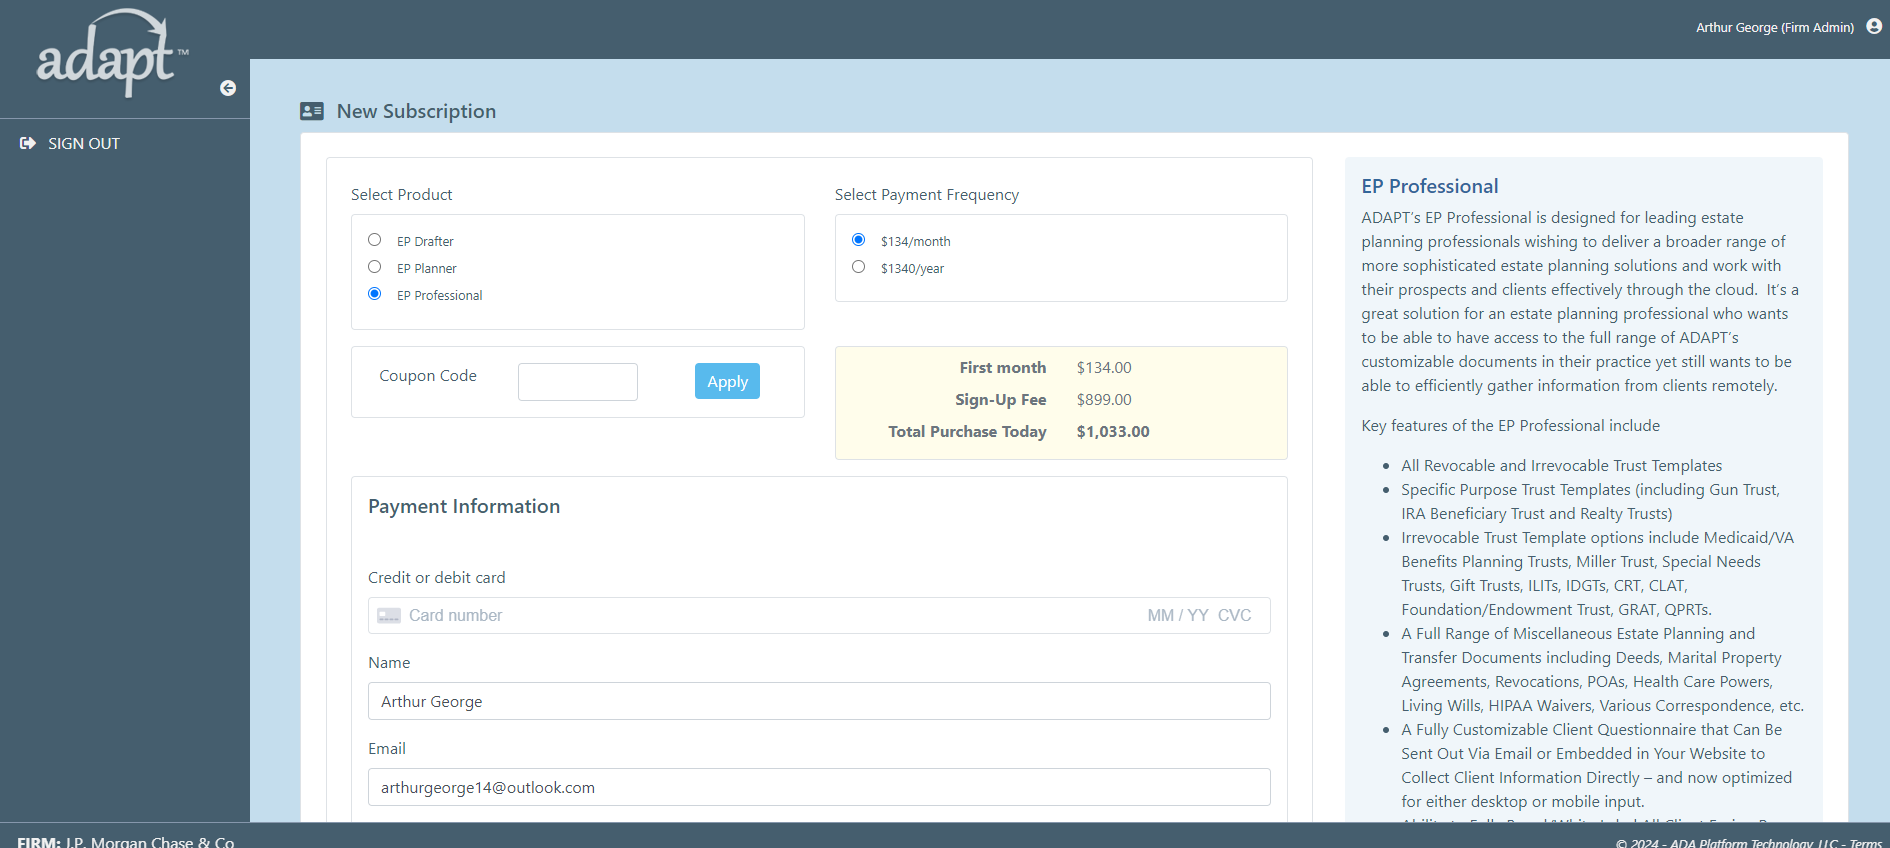 adapt™
Arthur George (Firm Admin)
SIGN OUT
New Subscription
Select Product
EP Drafter
EP Planner
EP Professional
Select Payment Frequency
$134/month
$1340/year
Coupon Code
Apply
First month $134.00
Sign-Up Fee $899.00
Total Purchase Today $1,033.00
Payment Information
Credit or debit card
Card number MM / YY CVC
Name
Arthur George
Email
arthurgeorge14@outlook.com
EP Professional
ADAPT's EP Professional is designed for leading estate
planning professionals wishing to deliver a broader range of
more sophisticated estate planning solutions and work with
their prospects and clients effectively through the cloud. It's a
great solution for an estate planning professional who wants
to be able to have access to the full range of ADAPT's
customizable documents in their practice yet still wants to be
able to efficiently gather information from clients remotely.
Key features of the EP Professional include
All Revocable and Irrevocable Trust Templates
Specific Purpose Trust Templates (including Gun Trust,
IRA Beneficiary Trust and Realty Trusts)
Irrevocable Trust Template options include Medicaid/VA
Benefits Planning Trusts, Miller Trust, Special Needs
Trusts, Gift Trusts, ILITs, IDGTs, CRT, CLAT,
Foundation/Endowment Trust, GRAT, QPRTs.
A Full Range of Miscellaneous Estate Planning and
Transfer Documents including Deeds, Marital Property
Agreements, Revocations, POAs, Health Care Powers,
Living Wills, HIPAA Waivers, Various Correspondence, etc.
A Fully Customizable Client Questionnaire that Can Be
Sent Out Via Email or Embedded in Your Website to
Collect Client Information Directly – and now optimized
for either desktop or mobile input.
FIRM: J.P. Morgan Chase & Co
© 2024 - ADA Platform Technology, LLC - Terms